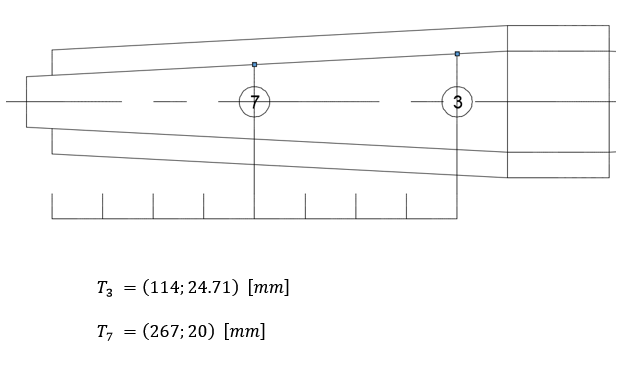 7 3
T₃ = (114; 24.71) [mm]
T₇ = (267; 20) [mm]